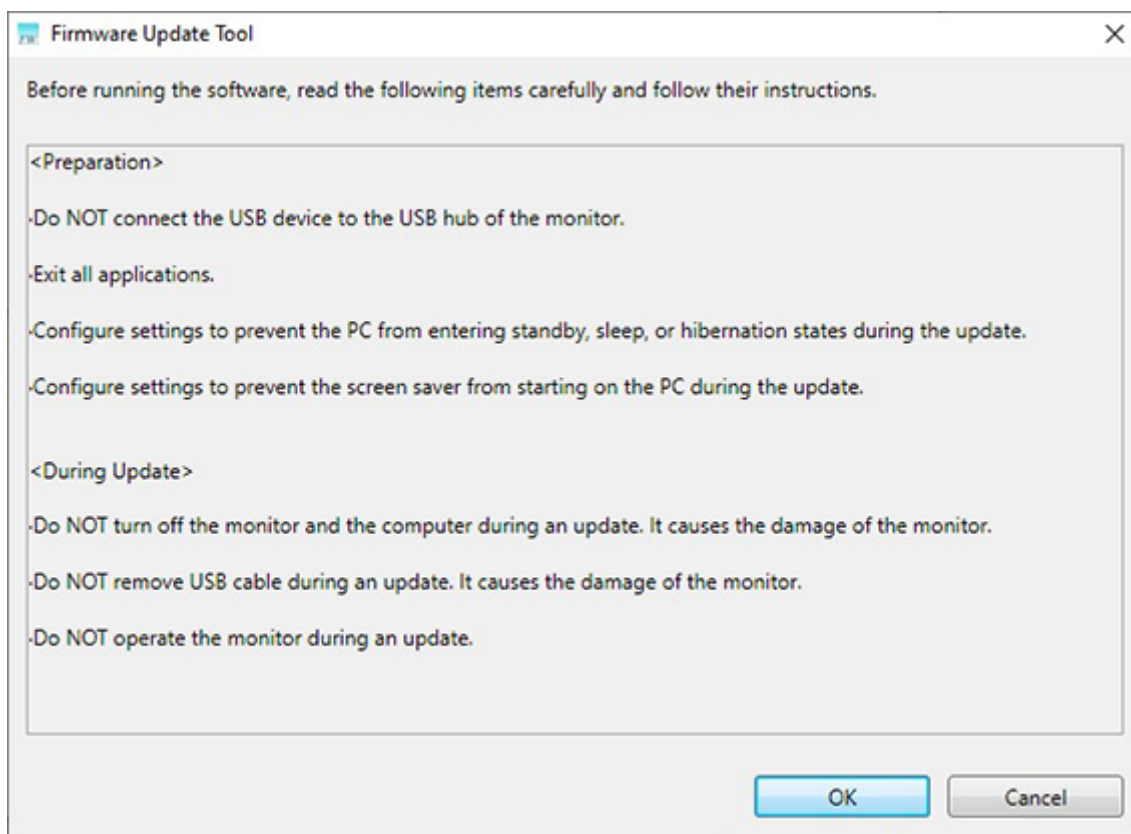 Firmware Update Tool
Before running the software, read the following items carefully and follow their instructions.
<Preparation>
·Do NOT connect the USB device to the USB hub of the monitor.
·Exit all applications.
·Configure settings to prevent the PC from entering standby, sleep, or hibernation states during the update.
·Configure settings to prevent the screen saver from starting on the PC during the update.
<During Update>
·Do NOT turn off the monitor and the computer during an update. It causes the damage of the monitor.
·Do NOT remove USB cable during an update. It causes the damage of the monitor.
·Do NOT operate the monitor during an update.
OK
Cancel